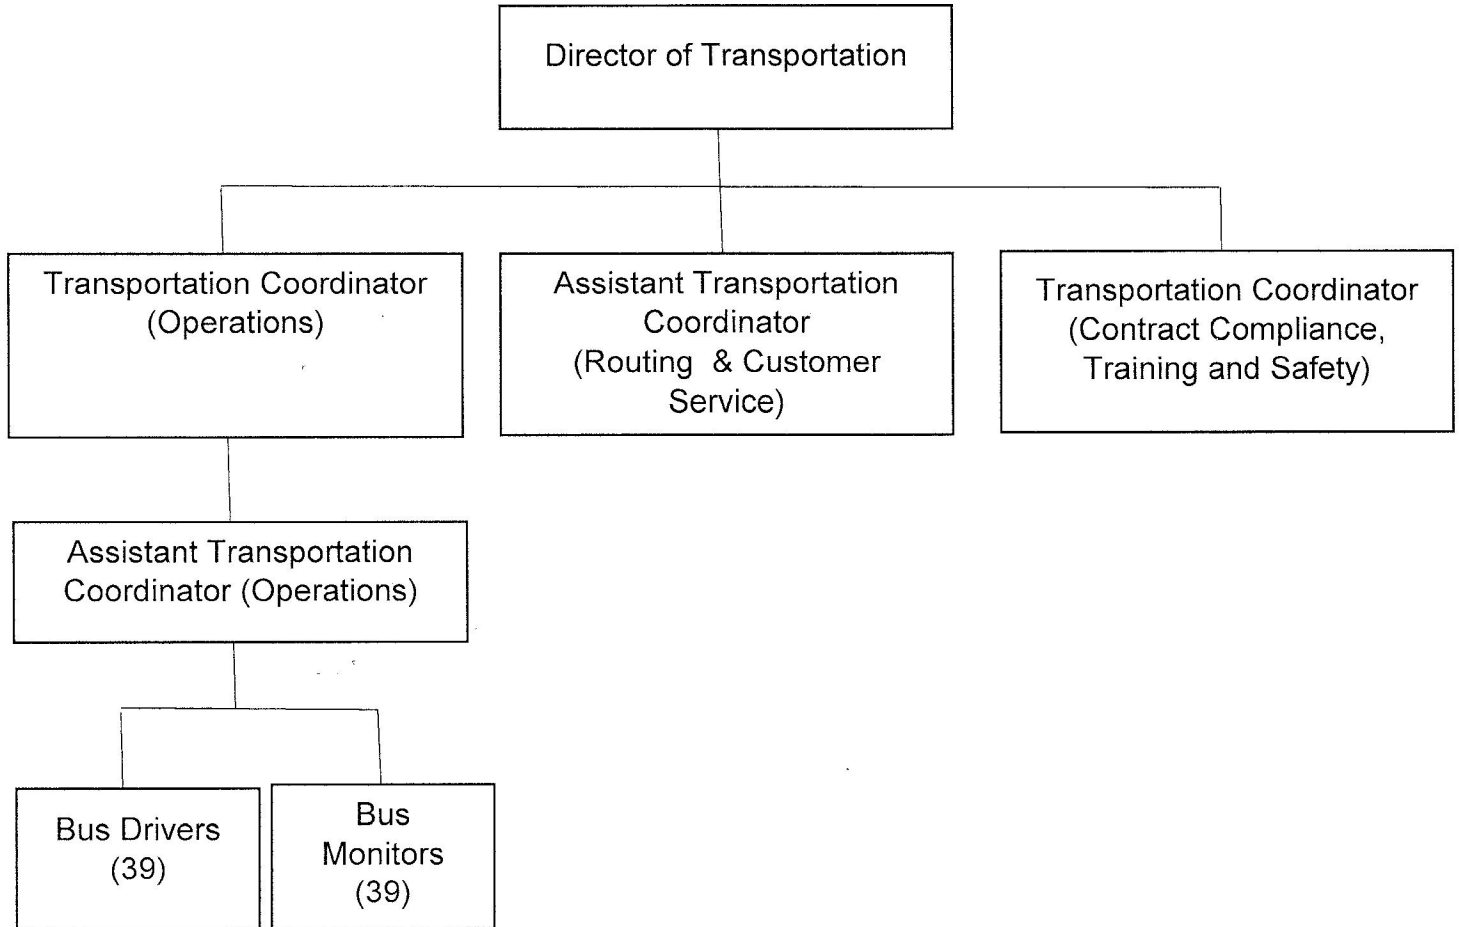 Director of Transportation
Transportation Coordinator
(Operations)
Assistant Transportation
Coordinator
(Routing & Customer
Service)
Transportation Coordinator
(Contract Compliance,
Training and Safety)
Assistant Transportation
Coordinator (Operations)
Bus Drivers
(39)
Bus
Monitors
(39)